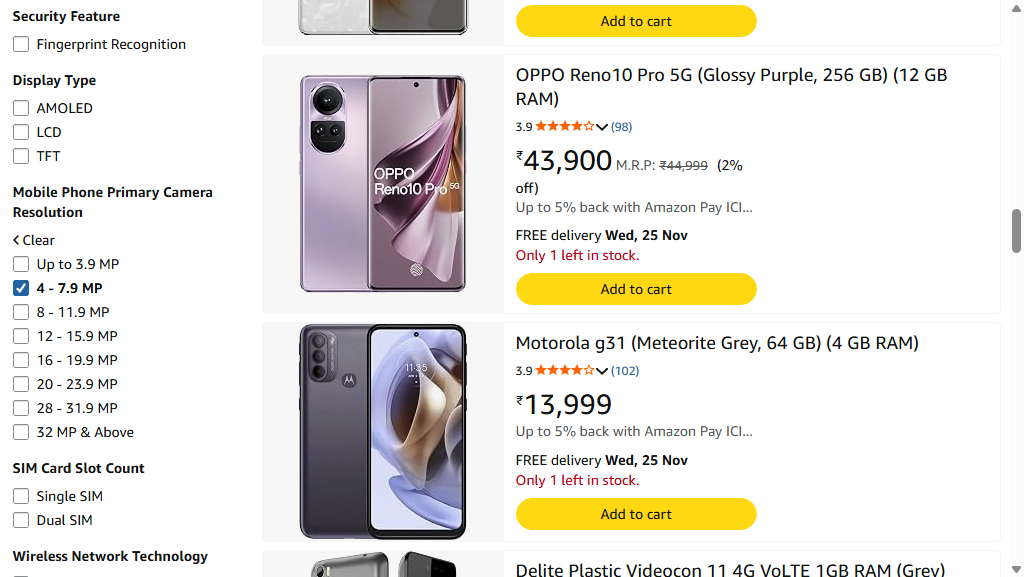 Security Feature
Fingerprint Recognition
Display Type
AMOLED
LCD
TFT
Mobile Phone Primary Camera
Resolution
Clear
Up to 3.9 MP
4 - 7.9 MP
8 - 11.9 MP
12 - 15.9 MP
16 - 19.9 MP
20 - 23.9 MP
28 - 31.9 MP
32 MP & Above
SIM Card Slot Count
Single SIM
Dual SIM
Wireless Network Technology
Add to cart
OPPO
Reno10 Pro 5G
OPPO Reno10 Pro 5G (Glossy Purple, 256 GB) (12 GB
RAM)
3.9 (98)
₹43,900 M.R.P: ₹44,999 (2%
off)
Up to 5% back with Amazon Pay ICI...
FREE delivery Wed, 25 Nov
Only 1 left in stock.
Add to cart
11:35
Motorola g31 (Meteorite Grey, 64 GB) (4 GB RAM)
3.9 (102)
₹13,999
Up to 5% back with Amazon Pay ICI...
FREE delivery Wed, 25 Nov
Only 1 left in stock.
Add to cart
Delite Plastic Videocon 11 4G VoLTE 1GB RAM (Grey)